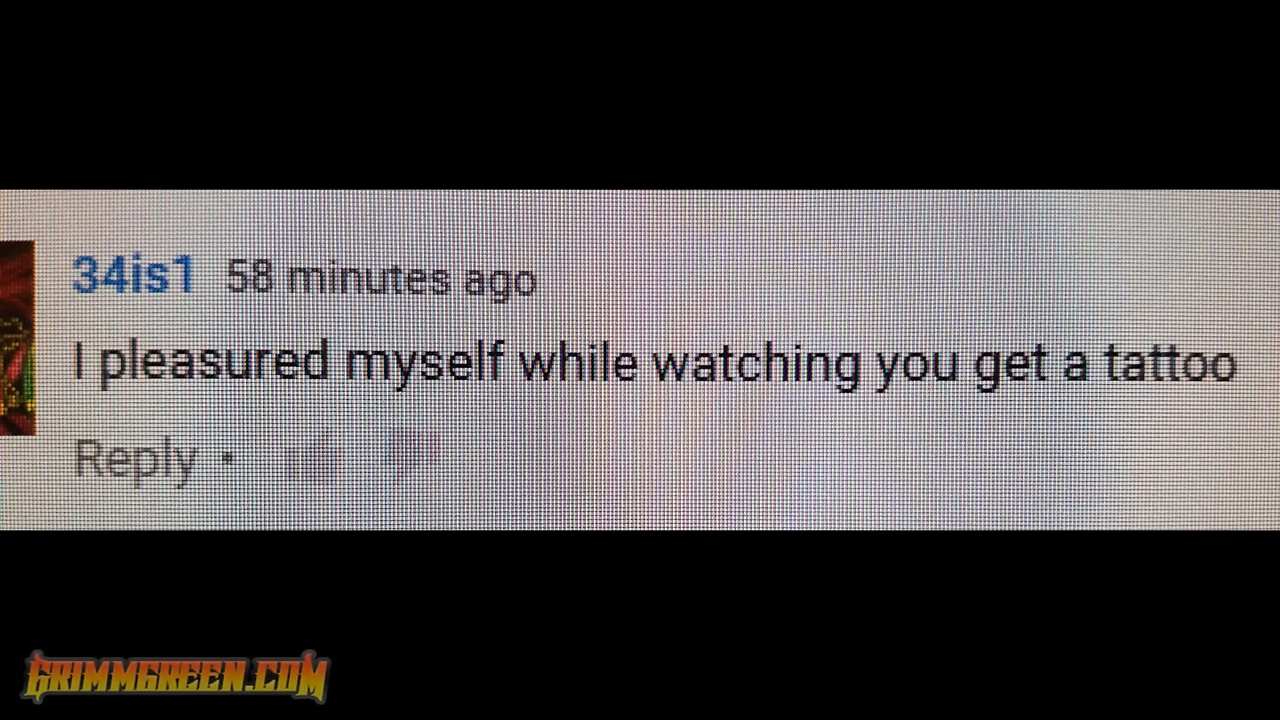 34is1 58 minutes ago
I pleasured myself while watching you get a tattoo
Reply •
GRIMMGREEN.COM